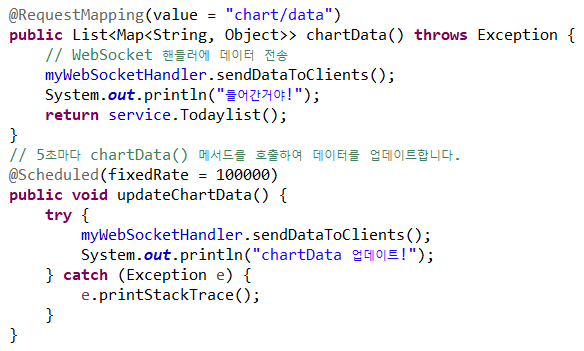 @RequestMapping(value = "chart/data")
public List<Map<String, Object>> chartData() throws Exception {
    // WebSocket 핸들러에 데이터 전송
    myWebSocketHandler.sendDataToClients();
    System.out.println("들어간거야!");
    return service.Todaylist();
}
// 5초마다 chartData() 메서드를 호출하여 데이터를 업데이트합니다.
@Scheduled(fixedRate = 100000)
public void updateChartData() {
    try {
        myWebSocketHandler.sendDataToClients();
        System.out.println("chartData 업데이트!");
    } catch (Exception e) {
        e.printStackTrace();
    }
}